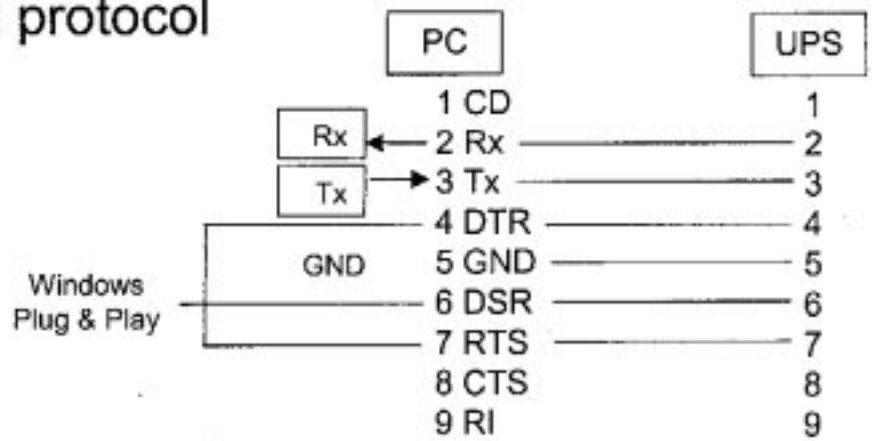 protocol
PC UPS
1 CD 1
Rx 2 Rx 2
Tx 3 Tx 3
4 DTR 4
GND 5 GND 5
Windows
Plug & Play
6 DSR 6
7 RTS 7
8 CTS 8
9 RI 9